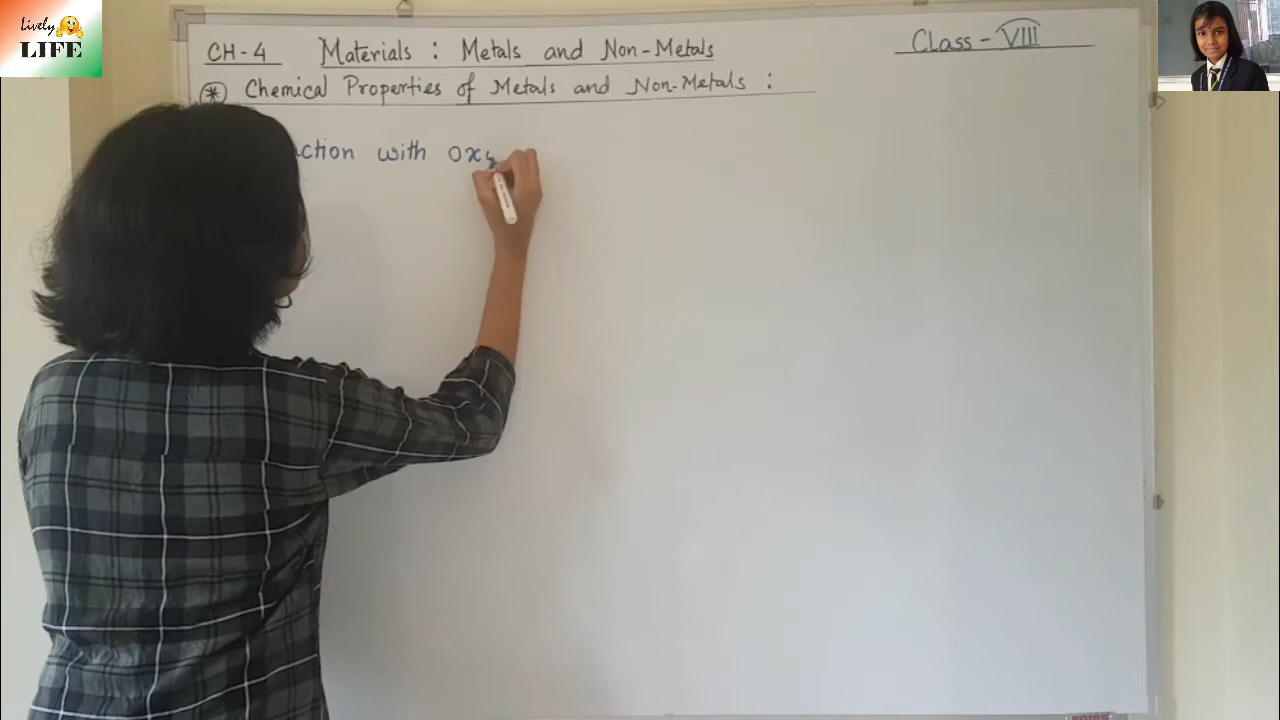 Lively
LIFE
CH-4 Materials : Metals and Non-Metals
Class - VIII
* Chemical Properties of Metals and Non-Metals :
ction with oxy